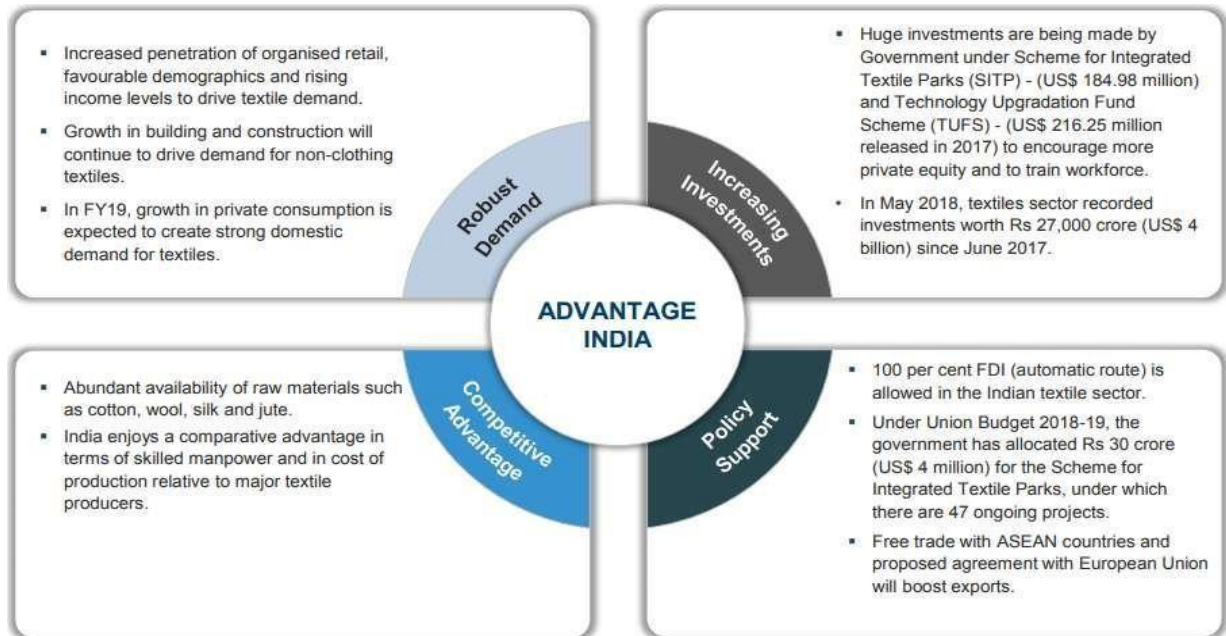 ▪ Increased penetration of organised retail,
favourable demographics and rising
income levels to drive textile demand.
▪ Growth in building and construction will
continue to drive demand for non-clothing
textiles.
▪ In FY19, growth in private consumption is
expected to create strong domestic
demand for textiles.
Robust
Demand
▪ Huge investments are being made by
Government under Scheme for Integrated
Textile Parks (SITP) - (US$ 184.98 million)
and Technology Upgradation Fund
Scheme (TUFS) - (US$ 216.25 million
released in 2017) to encourage more
private equity and to train workforce.
• In May 2018, textiles sector recorded
investments worth Rs 27,000 crore (US$ 4
billion) since June 2017.
Increasing
Investments
ADVANTAGE
INDIA
▪ Abundant availability of raw materials such
as cotton, wool, silk and jute.
▪ India enjoys a comparative advantage in
terms of skilled manpower and in cost of
production relative to major textile
producers.
Competitive
Advantage
▪ 100 per cent FDI (automatic route) is
allowed in the Indian textile sector.
▪ Under Union Budget 2018-19, the
government has allocated Rs 30 crore
(US$ 4 million) for the Scheme for
Integrated Textile Parks, under which
there are 47 ongoing projects.
▪ Free trade with ASEAN countries and
proposed agreement with European Union
will boost exports.
Policy
Support